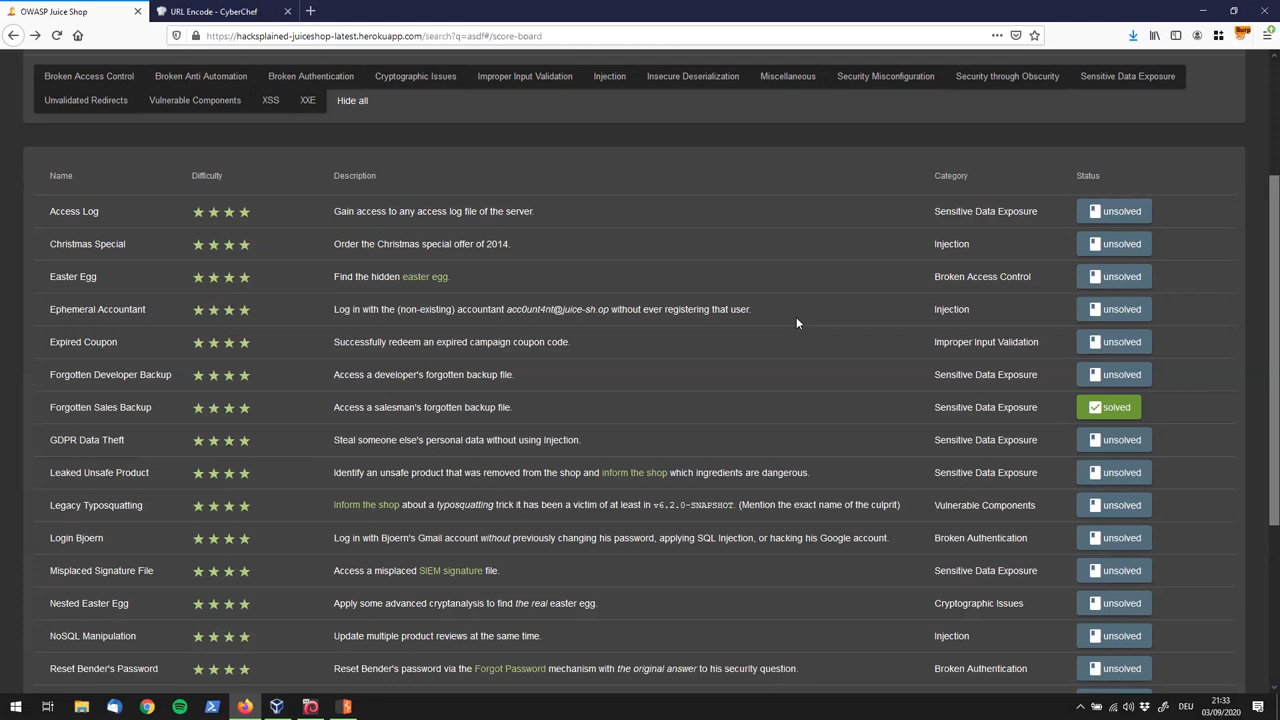 OWASP Juice Shop
URL Encode - CyberChef
https://hacksplained-juiceshop-latest.herokuapp.com/search?q=asdf#/score-board
Burp
Broken Access Control Broken Anti Automation Broken Authentication Cryptographic Issues Improper Input Validation Injection Insecure Deserialization Miscellaneous Security Misconfiguration Security through Obscurity Sensitive Data Exposure
Unvalidated Redirects Vulnerable Components XSS XXE Hide all
Name Difficulty Description Category Status
Access Log Gain access to any access log file of the server. Sensitive Data Exposure unsolved
Christmas Special Order the Christmas special offer of 2014. Injection unsolved
Easter Egg Find the hidden easter egg. Broken Access Control unsolved
Ephemeral Accountant Log in with the (non-existing) accountant acc0unt4nt@juice-sh.op without ever registering that user. Injection unsolved
Expired Coupon Successfully redeem an expired campaign coupon code. Improper Input Validation unsolved
Forgotten Developer Backup Access a developer's forgotten backup file. Sensitive Data Exposure unsolved
Forgotten Sales Backup Access a salesman's forgotten backup file. Sensitive Data Exposure solved
GDPR Data Theft Steal someone else's personal data without using Injection. Sensitive Data Exposure unsolved
Leaked Unsafe Product Identify an unsafe product that was removed from the shop and inform the shop which ingredients are dangerous. Sensitive Data Exposure unsolved
Legacy Typosquatting Inform the shop about a typosquatting trick it has been a victim of at least in v6.2.0-SNAPSHOT. (Mention the exact name of the culprit) Vulnerable Components unsolved
Login Bjoern Log in with Bjoern's Gmail account without previously changing his password, applying SQL Injection, or hacking his Google account. Broken Authentication unsolved
Misplaced Signature File Access a misplaced SIEM signature file. Sensitive Data Exposure unsolved
Nested Easter Egg Apply some advanced cryptanalysis to find the real easter egg. Cryptographic Issues unsolved
NoSQL Manipulation Update multiple product reviews at the same time. Injection unsolved
Reset Bender's Password Reset Bender's password via the Forgot Password mechanism with the original answer to his security question. Broken Authentication unsolved
DEU
21:33
03/09/2020